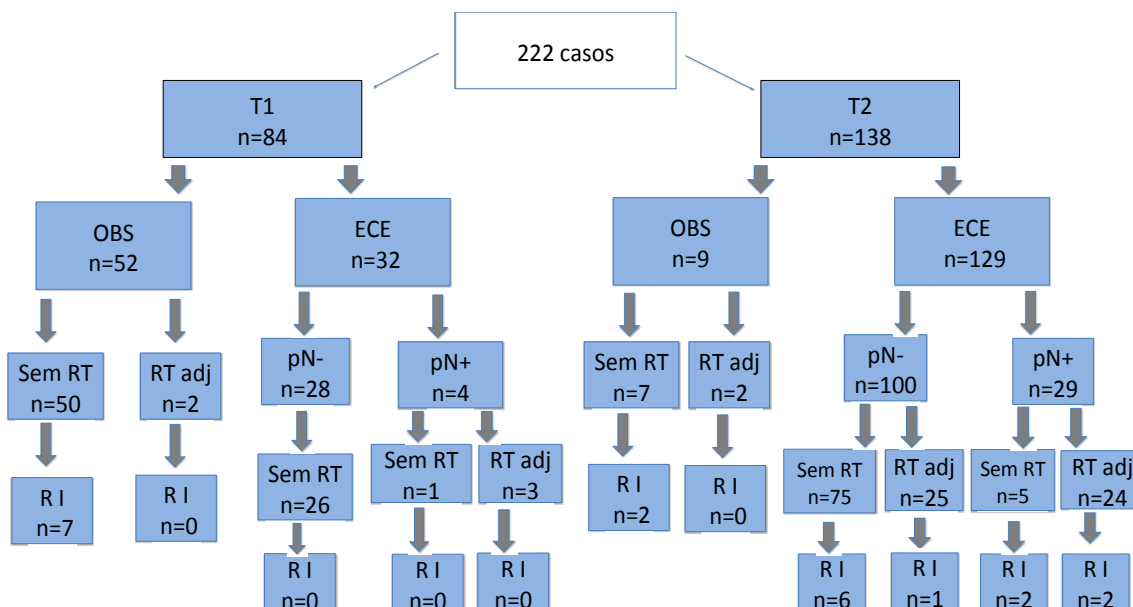 222 casos
T1
n=84
T2
n=138
OBS
n=52
ECE
n=32
OBS
n=9
ECE
n=129
Sem RT
n=50
RT adj
n=2
pN-
n=28
pN+
n=4
Sem RT
n=7
RT adj
n=2
pN-
n=100
pN+
n=29
R I
n=7
R I
n=0
Sem RT
n=26
Sem RT
n=1
RT adj
n=3
R I
n=2
R I
n=0
Sem RT
n=75
RT adj
n=25
Sem RT
n=5
RT adj
n=24
R I
n=0
R I
n=0
R I
n=0
R I
n=6
R I
n=1
R I
n=2
R I
n=2